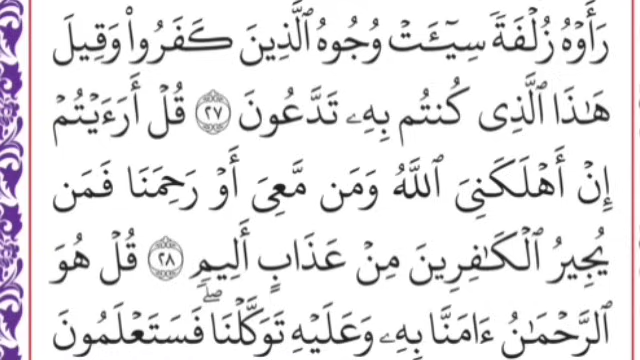 رَأَوۡهُ زُلۡفَةٗ سِيٓـَٔتۡ وُجُوهُ ٱلَّذِينَ كَفَرُواْ وَقِيلَ
هَٰذَا ٱلَّذِي كُنتُم بِهِۦ تَدَّعُونَ ٢٧ قُلۡ أَرَءَيۡتُمۡ
إِنۡ أَهۡلَكَنِيَ ٱللَّهُ وَمَن مَّعِيَ أَوۡ رَحِمَنَا فَمَن
يُجِيرُ ٱلۡكَٰفِرِينَ مِنۡ عَذَابٍ أَلِيمٖ ٢٨ قُلۡ هُوَ
ٱلرَّحۡمَٰنُ ءَامَنَّا بِهِۦ وَعَلَيۡهِ تَوَكَّلۡنَاۖ فَسَتَعۡلَمُونَ